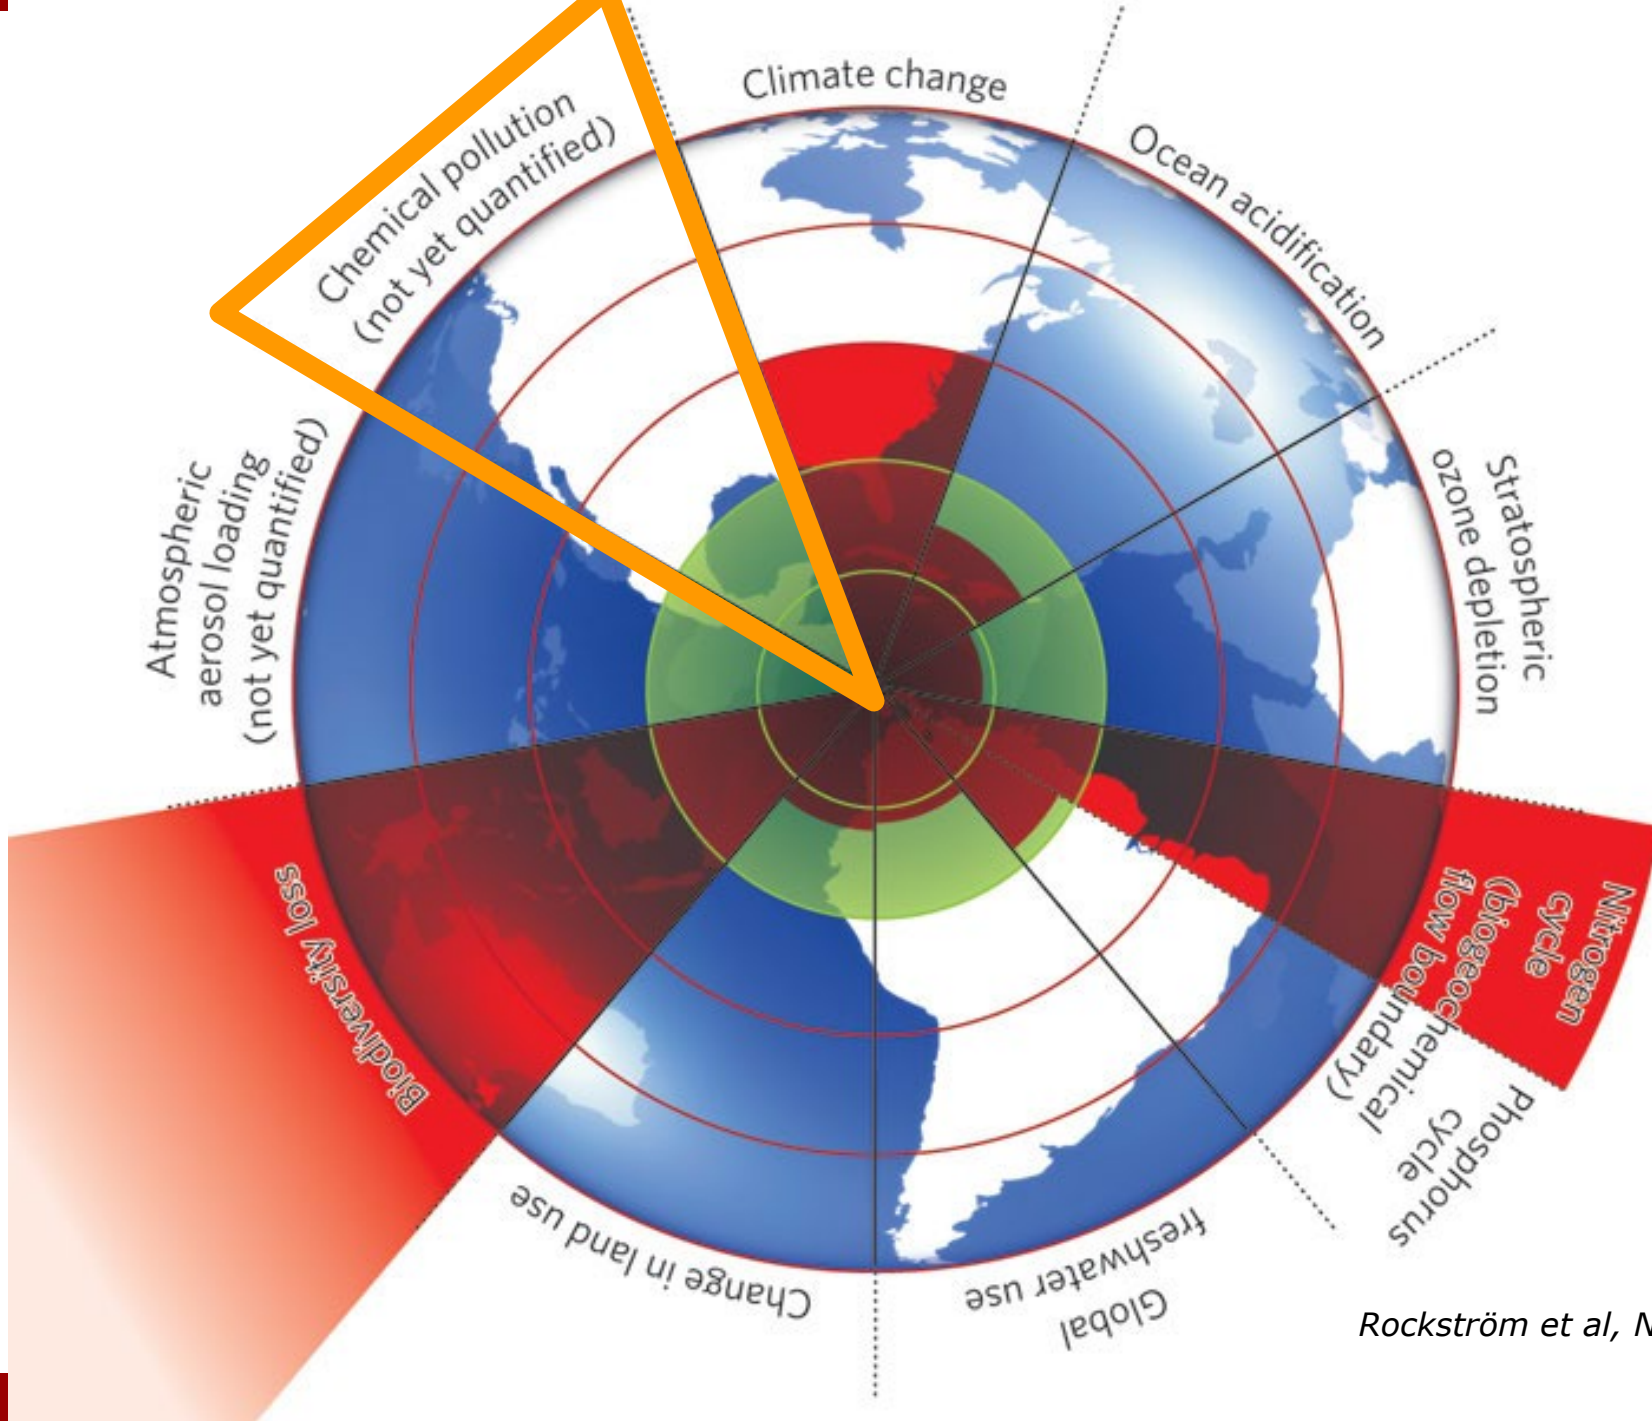 Climate change
Ocean acidification
Stratospheric
ozone depletion
Nitrogen
cycle
(biogeochemical
flow boundary)
Phosphorus
cycle
Global
freshwater use
Change in land use
Biodiversity loss
Atmospheric
aerosol loading
(not yet quantified)
Chemical pollution
(not yet quantified)
Rockström et al, N